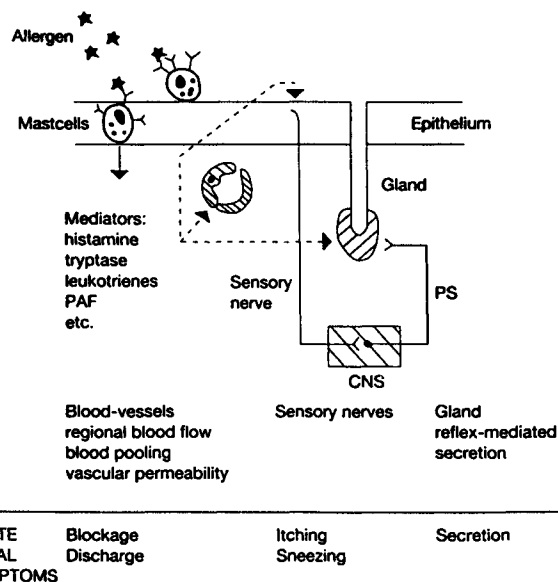 Allergen
Mastcells
Epithelium
Gland
Mediators:
histamine
tryptase
leukotrienes
PAF
etc.
Sensory
nerve
PS
CNS
Blood-vessels
regional blood flow
blood pooling
vascular permeability
Sensory nerves
Gland
reflex-mediated
secretion
Blockage
Discharge
Itching
Sneezing
Secretion